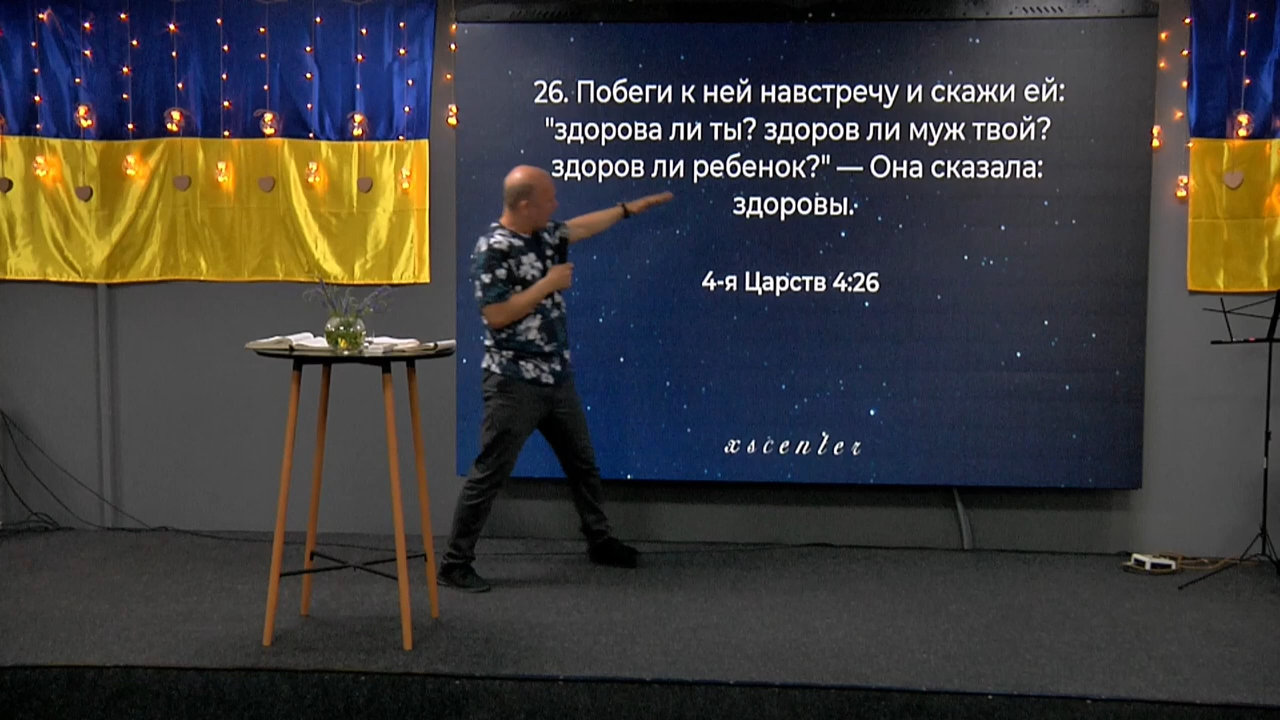 26. Побеги к ней навстречу и скажи ей:
"здорова ли ты? здоров ли муж твой?
здоров ли ребенок?" — Она сказала:
здоровы.
4-я Царств 4:26
xscenter